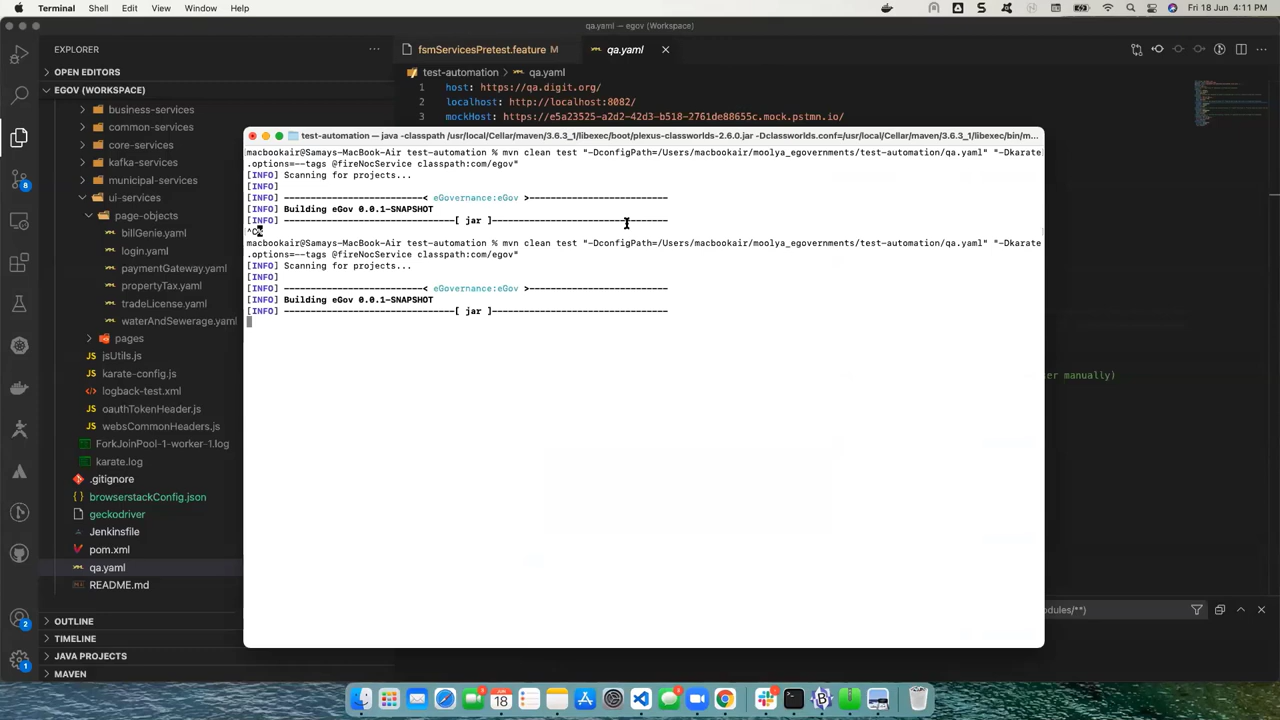 Terminal Shell Edit View Window Help
Fri 18 Jun 4:11 PM
qa.yaml — egov (Workspace)
EXPLORER
OPEN EDITORS
EGOV (WORKSPACE)
business-services
common-services
core-services
kafka-services
municipal-services
ui-services
page-objects
billGenie.yaml
login.yaml
paymentGateway.yaml
propertyTax.yaml
tradeLicense.yaml
waterAndSewerage.yaml
pages
jsUtils.js
karate-config.js
logback-test.xml
oauthTokenHeader.js
websCommonHeaders.js
ForkJoinPool-1-worker-1.log
karate.log
.gitignore
browserstackConfig.json
geckodriver
Jenkinsfile
pom.xml
qa.yaml
README.md
OUTLINE
TIMELINE
JAVA PROJECTS
MAVEN
fsmServicesPretest.feature M
qa.yaml
test-automation > qa.yaml
1 host: https://qa.digit.org/
2 localhost: http://localhost:8082/
3 mockHost: https://e5a23525-a2d2-42d3-b518-2761de88655c.mock.pstmn.io/
test-automation — java -classpath /usr/local/Cellar/maven/3.6.3_1/libexec/boot/plexus-classworlds-2.6.0.jar -Dclassworlds.conf=/usr/local/Cellar/maven/3.6.3_1/libexec/bin/m...
macbookair@Samays-MacBook-Air test-automation % mvn clean test "-DconfigPath=/Users/macbookair/moolya_egovernments/test-automation/qa.yaml" "-Dkarate
.options=--tags @fireNocService classpath:com/egov"
[INFO] Scanning for projects...
[INFO]
[INFO] --------------------------< eGovernance:eGov >--------------------------
[INFO] Building eGov 0.0.1-SNAPSHOT
[INFO] --------------------------------[ jar ]---------------------------------
^C%
macbookair@Samays-MacBook-Air test-automation % mvn clean test "-DconfigPath=/Users/macbookair/moolya_egovernments/test-automation/qa.yaml" "-Dkarate
.options=--tags @fireNocService classpath:com/egov"
[INFO] Scanning for projects...
[INFO]
[INFO] --------------------------< eGovernance:eGov >--------------------------
[INFO] Building eGov 0.0.1-SNAPSHOT
[INFO] --------------------------------[ jar ]---------------------------------
er manually)
odules/**)
8
2
1
JUN
18